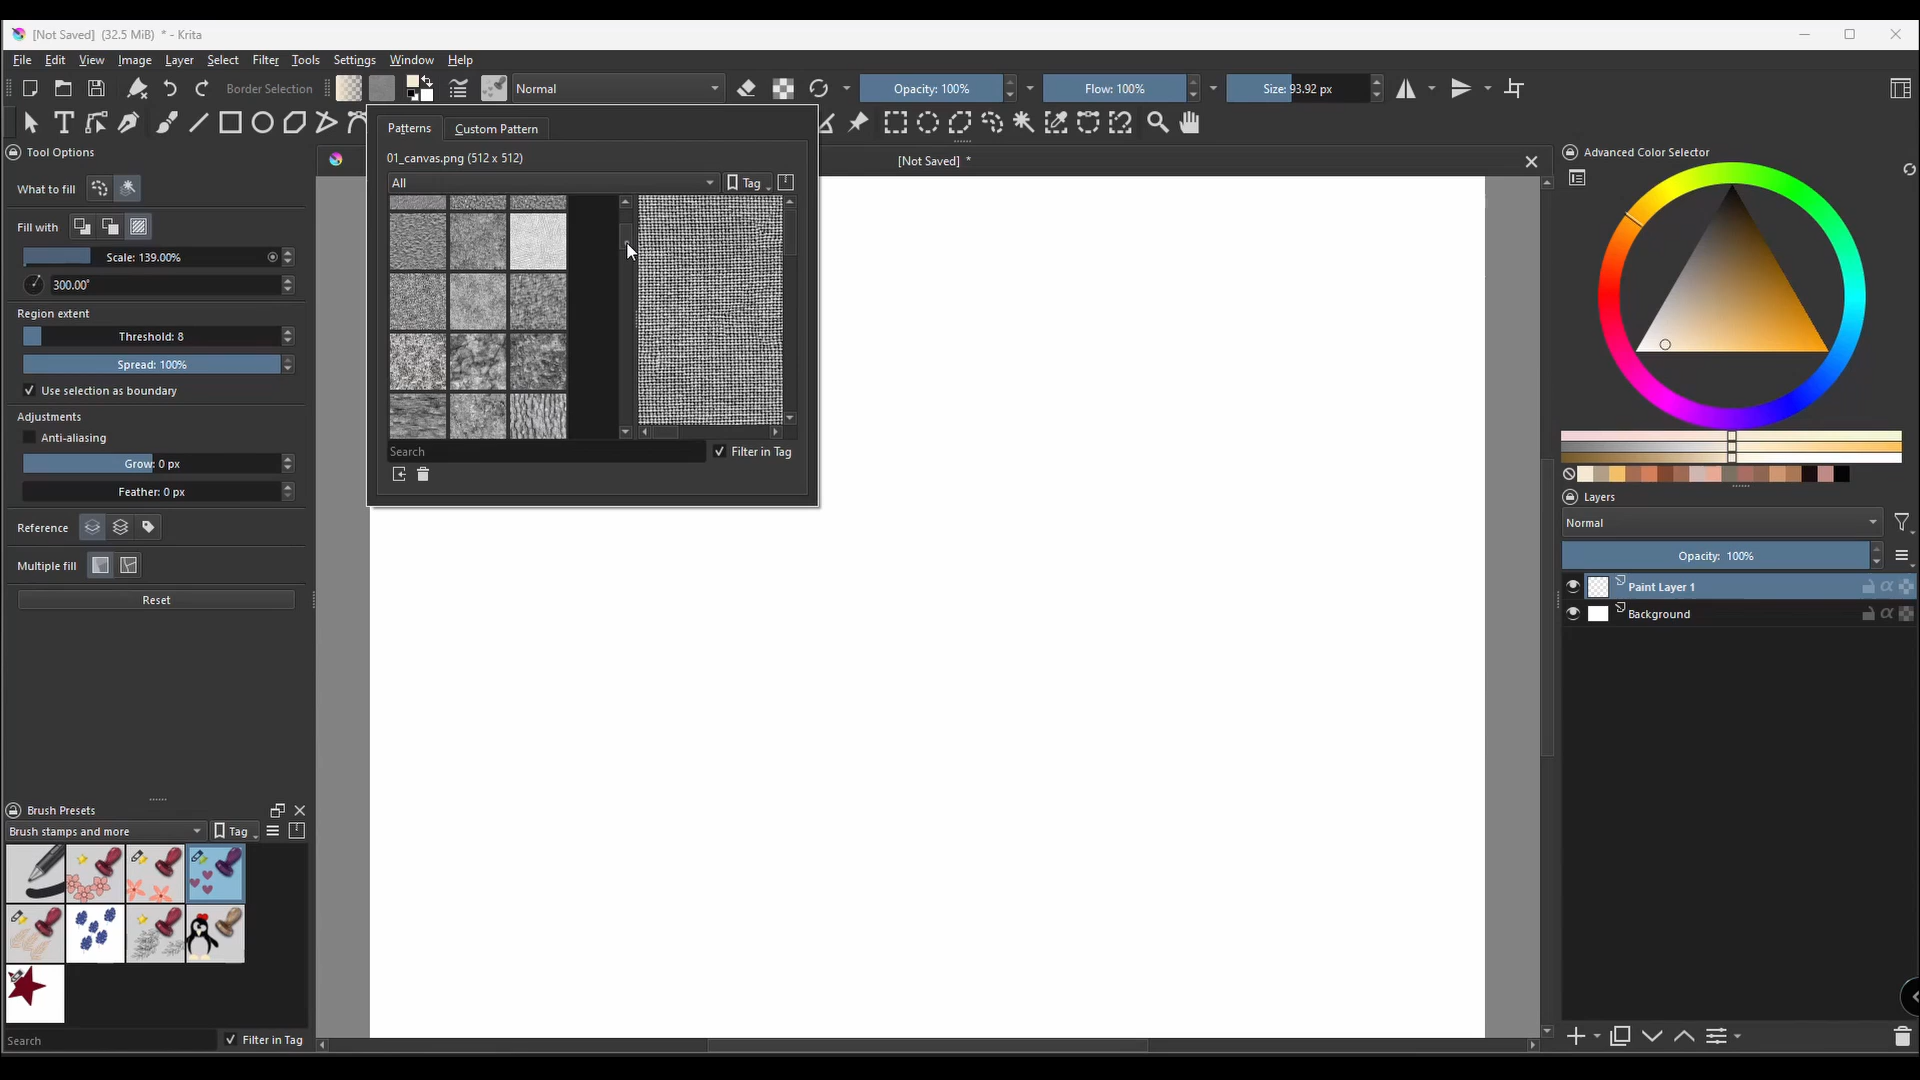 [Not Saved] (32.5 MiB) * - Krita
File Edit View Image Layer Select Filter Tools Settings Window Help
Border Selection
Normal
Opacity: 100%
Flow: 100%
Size: 93.92 px
Tool Options
What to fill
Fill with
Scale: 139.00%
300.00°
Region extent
Threshold: 8
Spread: 100%
Use selection as boundary
Adjustments
Anti-aliasing
Grow: 0 px
Feather: 0 px
Reference
Multiple fill
Reset
Brush Presets
Brush stamps and more
Tag
Search
Filter in Tag
Patterns
Custom Pattern
01_canvas.png (512 x 512)
All
Tag
Search
Filter in Tag
[Not Saved] *
Advanced Color Selector
Layers
Normal
Opacity: 100%
Paint Layer 1
Background